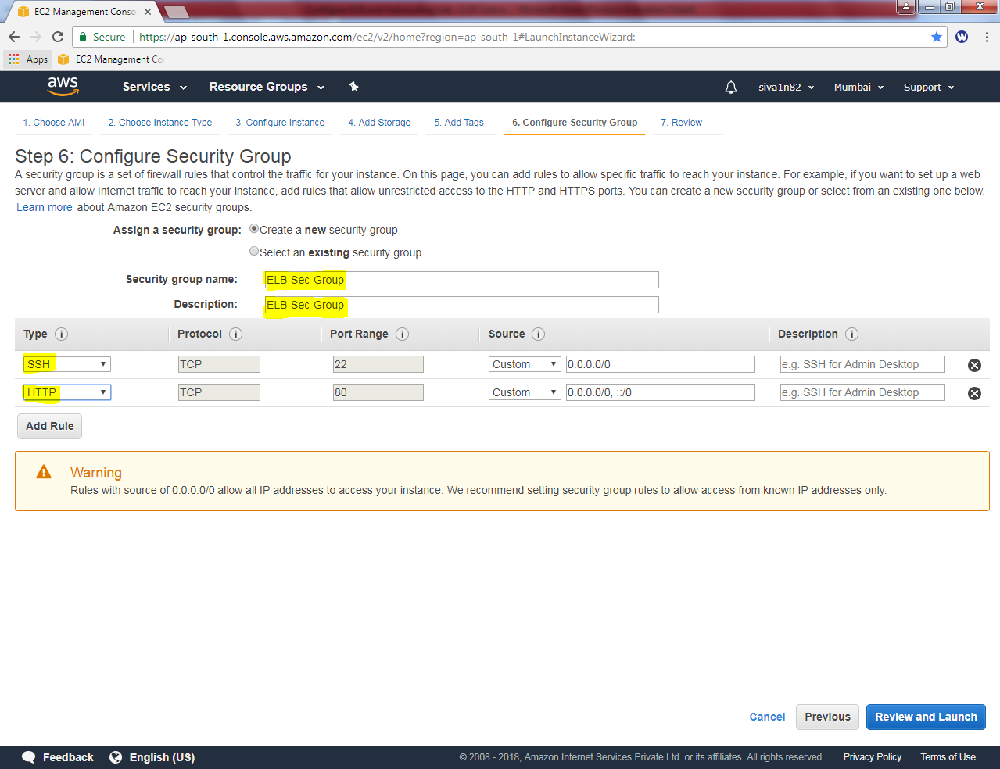 EC2 Management Conso
Secure
https://ap-south-1.console.aws.amazon.com/ec2/v2/home?region=ap-south-1#LaunchInstanceWizard:
W
Apps
EC2 Management Co
aws
Services
Resource Groups
siva1n82
Mumbai
Support
1. Choose AMI
2. Choose Instance Type
3. Configure Instance
4. Add Storage
5. Add Tags
6. Configure Security Group
7. Review
Step 6: Configure Security Group
A security group is a set of firewall rules that control the traffic for your instance. On this page, you can add rules to allow specific traffic to reach your instance. For example, if you want to set up a web
server and allow Internet traffic to reach your instance, add rules that allow unrestricted access to the HTTP and HTTPS ports. You can create a new security group or select from an existing one below.
Learn more about Amazon EC2 security groups.
Assign a security group: Create a new security group
Select an existing security group
Security group name: ELB-Sec-Group
Description: ELB-Sec-Group
Type i Protocol i Port Range i Source i Description i
SSH TCP 22 Custom 0.0.0.0/0 e.g. SSH for Admin Desktop
HTTP TCP 80 Custom 0.0.0.0/0, ::/0 e.g. SSH for Admin Desktop
Add Rule
Warning
Rules with source of 0.0.0.0/0 allow all IP addresses to access your instance. We recommend setting security group rules to allow access from known IP addresses only.
Cancel
Previous
Review and Launch
Feedback
English (US)
© 2008 - 2018, Amazon Internet Services Private Ltd. or its affiliates. All rights reserved.
Privacy Policy
Terms of Use